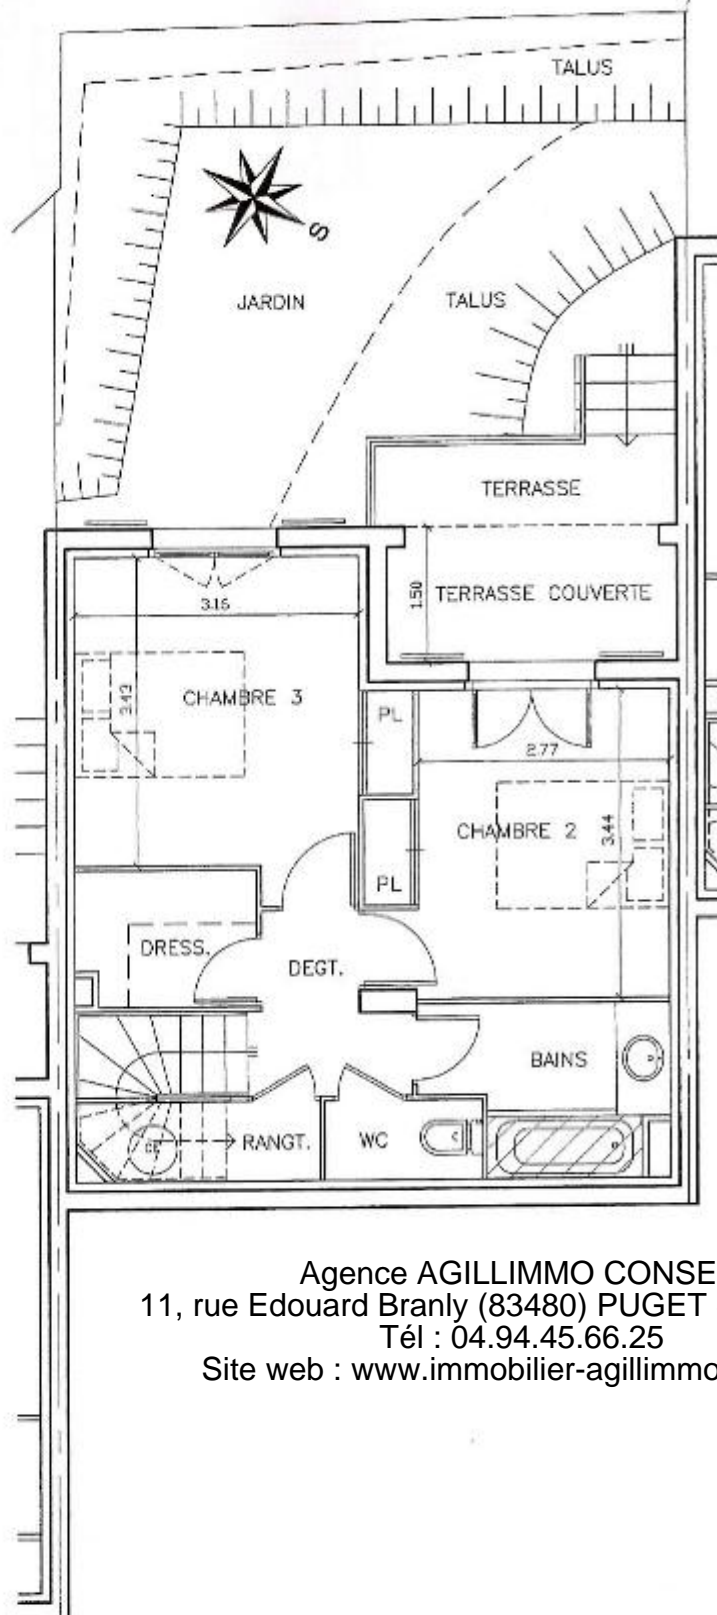 TALUS
S
JARDIN
TALUS
TERRASSE
1.50
TERRASSE COUVERTE
3.15
3.43
CHAMBRE 3
PL
2.77
CHAMBRE 2
3.44
PL
DRESS.
DEGT.
BAINS
RANGT.
WC
Agence AGILLIMMO CONSE
11, rue Edouard Branly (83480) PUGET
Tél : 04.94.45.66.25
Site web : www.immobilier-agillimmo